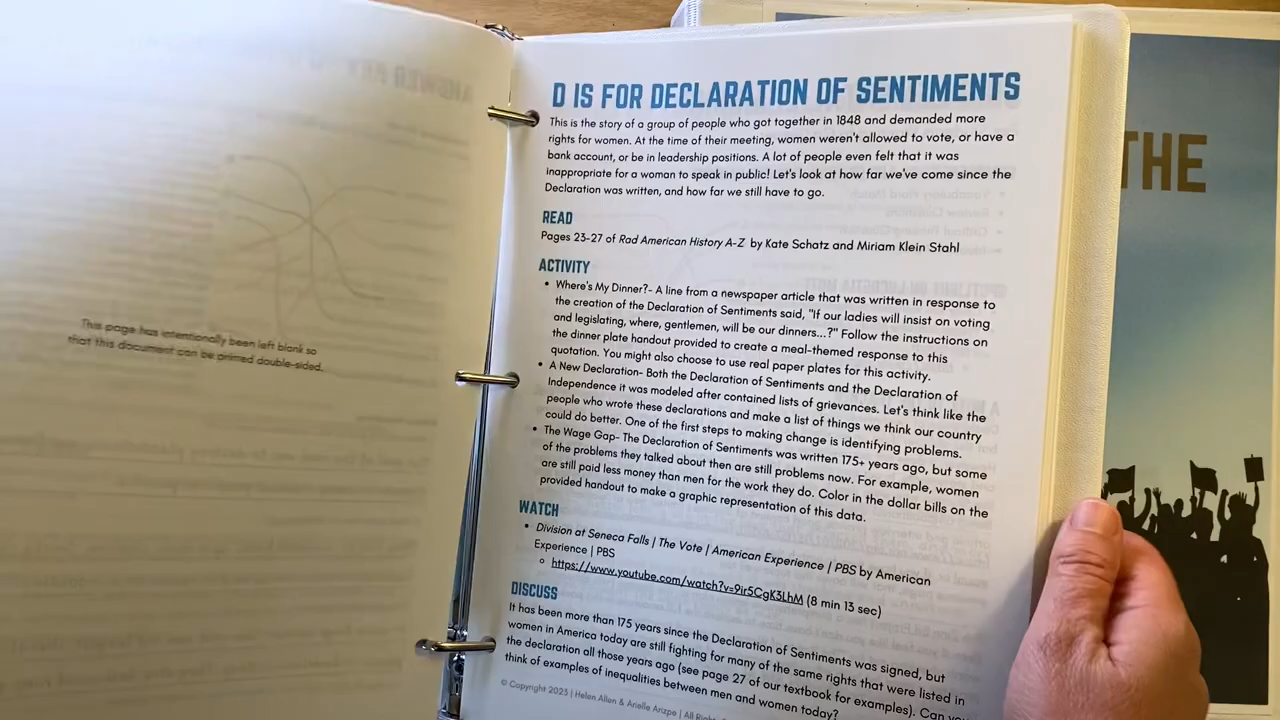 This page has intentionally been left blank so
that this document can be printed double-sided.
D IS FOR DECLARATION OF SENTIMENTS
This is the story of a group of people who got together in 1848 and demanded more
rights for women. At the time of their meeting, women weren't allowed to vote, or have a
bank account, or be in leadership positions. A lot of people even felt that it was
inappropriate for a woman to speak in public! Let's look at how far we've come since the
Declaration was written, and how far we still have to go.
READ
Pages 23-27 of Rad American History A-Z by Kate Schatz and Miriam Klein Stahl
ACTIVITY
• Where's My Dinner?- A line from a newspaper article that was written in response to
the creation of the Declaration of Sentiments said, "If our ladies will insist on voting
and legislating, where, gentlemen, will be our dinners...?" Follow the instructions on
the dinner plate handout provided to create a meal-themed response to this
quotation. You might also choose to use real paper plates for this activity.
• A New Declaration- Both the Declaration of Sentiments and the Declaration of
Independence it was modeled after contained lists of grievances. Let's think like the
people who wrote these declarations and make a list of things we think our country
could do better. One of the first steps to making change is identifying problems.
• The Wage Gap- The Declaration of Sentiments was written 175+ years ago, but some
of the problems they talked about then are still problems now. For example, women
are still paid less money than men for the work they do. Color in the dollar bills on the
provided handout to make a graphic representation of this data.
WATCH
• Division at Seneca Falls | The Vote | American Experience | PBS by American
Experience | PBS
○ https://www.youtube.com/watch?v=9ir5CgK3LhM (8 min 13 sec)
DISCUSS
It has been more than 175 years since the Declaration of Sentiments was signed, but
women in America today are still fighting for many of the same rights that were listed in
the declaration all those years ago (see page 27 of our textbook for examples). Can you
think of examples of inequalities between men and women today?
© Copyright 2023 | Helen Allen & Arielle Arizpe | All Rights
THE